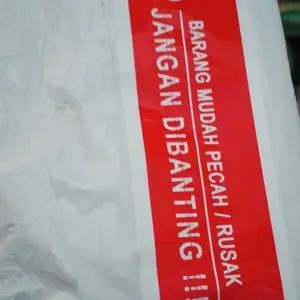 BARANG MUDAH PECAH / RUSAK
JANGAN DIBANTING !!!